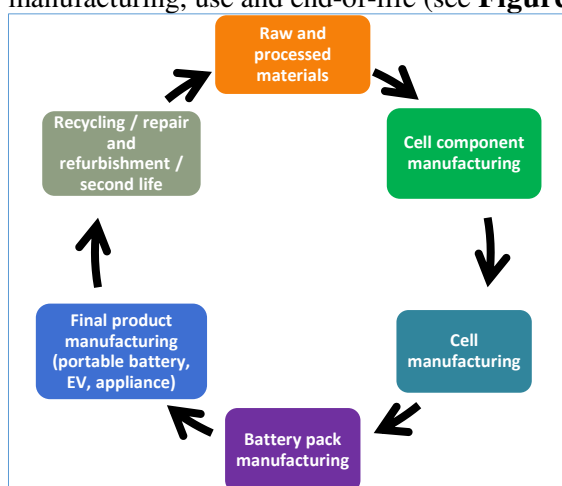 manufacturing, use and end-of-life (see Figure
Raw and
processed
materials
Recycling / repair
and
refurbishment /
second life
Cell component
manufacturing
Final product
manufacturing
(portable battery,
EV, appliance)
Cell
manufacturing
Battery pack
manufacturing